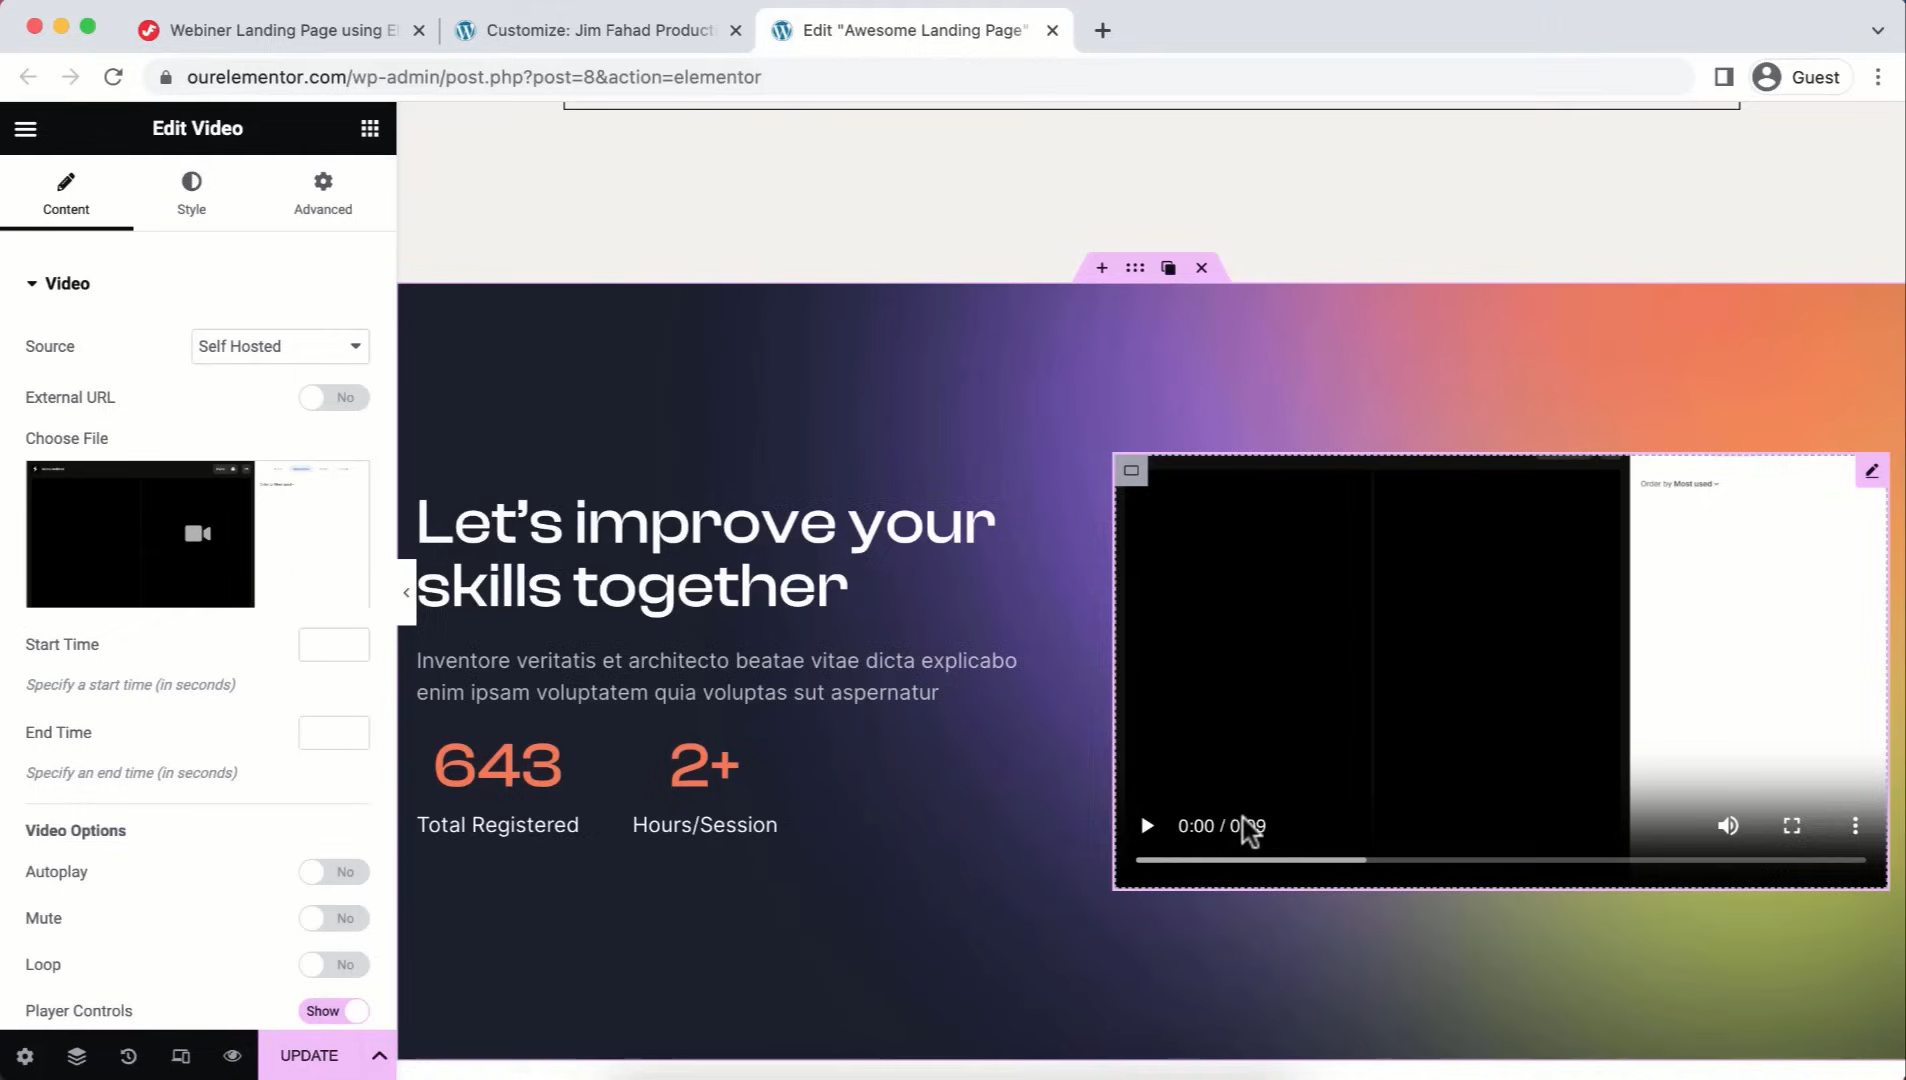 Webiner Landing Page using El
Customize: Jim Fahad Product
Edit "Awesome Landing Page"
ourelementor.com/wp-admin/post.php?post=8&action=elementor
Guest
Edit Video
Content
Style
Advanced
Video
Source
Self Hosted
External URL
No
Choose File
Start Time
Specify a start time (in seconds)
End Time
Specify an end time (in seconds)
Video Options
Autoplay
No
Mute
No
Loop
No
Player Controls
Show
UPDATE
Let’s improve your
skills together
Inventore veritatis et architecto beatae vitae dicta explicabo
enim ipsam voluptatem quia voluptas sut aspernatur
643
2+
Total Registered
Hours/Session
Order by Most used
0:00 / 0:09